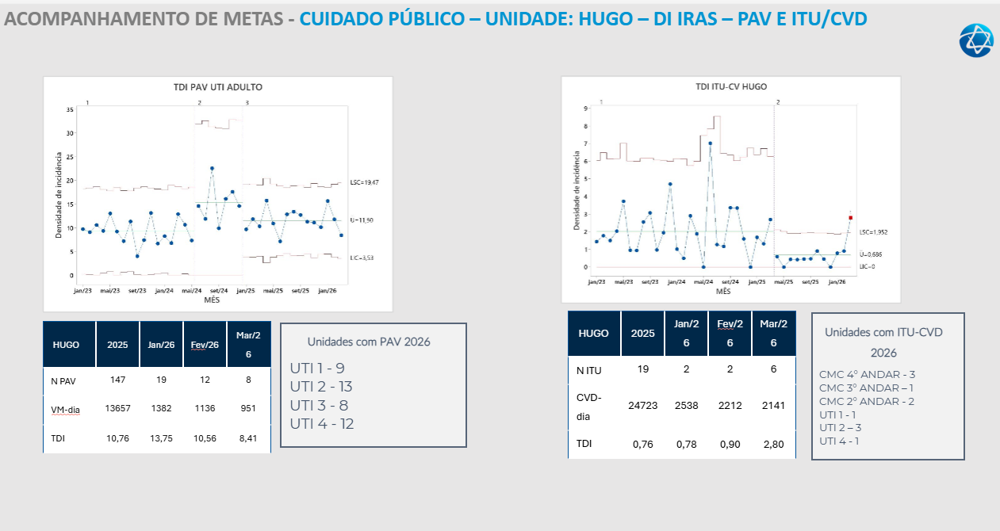 ACOMPANHAMENTO DE METAS - CUIDADO PÚBLICO – UNIDADE: HUGO – DI IRAS – PAV E ITU/CVD
TDI PAV UTI ADULTO
1 2 3
35
30
25
20
15
10
5
0
Densidade de incidência
LSC=19,47
LIC=3,53
jan/23 mai/23 set/23 jan/24 mai/24 set/24 jan/25 mai/25 set/25 jan/26
MÊS
TDI ITU-CV HUGO
1 2
9
8
7
6
5
4
3
2
1
0
Densidade de incidência
1
LSC=1,952
Ū=0,686
LIC=0
jan/23 mai/23 set/23 jan/24 mai/24 set/24 jan/25 mai/25 set/25 jan/26
MÊS
HUGO 2025 Jan/26 Fev/26 Mar/2
6
N PAV 147 19 12 8
VM-dia 13657 1382 1136 951
TDI 10,76 13,75 10,56 8,41
Unidades com PAV 2026
UTI 1 - 9
UTI 2 - 13
UTI 3 - 8
UTI 4 - 12
HUGO 2025 Jan/2
6 Fev/2
6 Mar/2
6
N ITU 19 2 2 6
CVD-
dia 24723 2538 2212 2141
TDI 0,76 0,78 0,90 2,80
Unidades com ITU-CVD
2026
CMC 4° ANDAR - 3
CMC 3° ANDAR – 1
CMC 2° ANDAR - 2
UTI 1 - 1
UTI 2 – 3
UTI 4 - 1